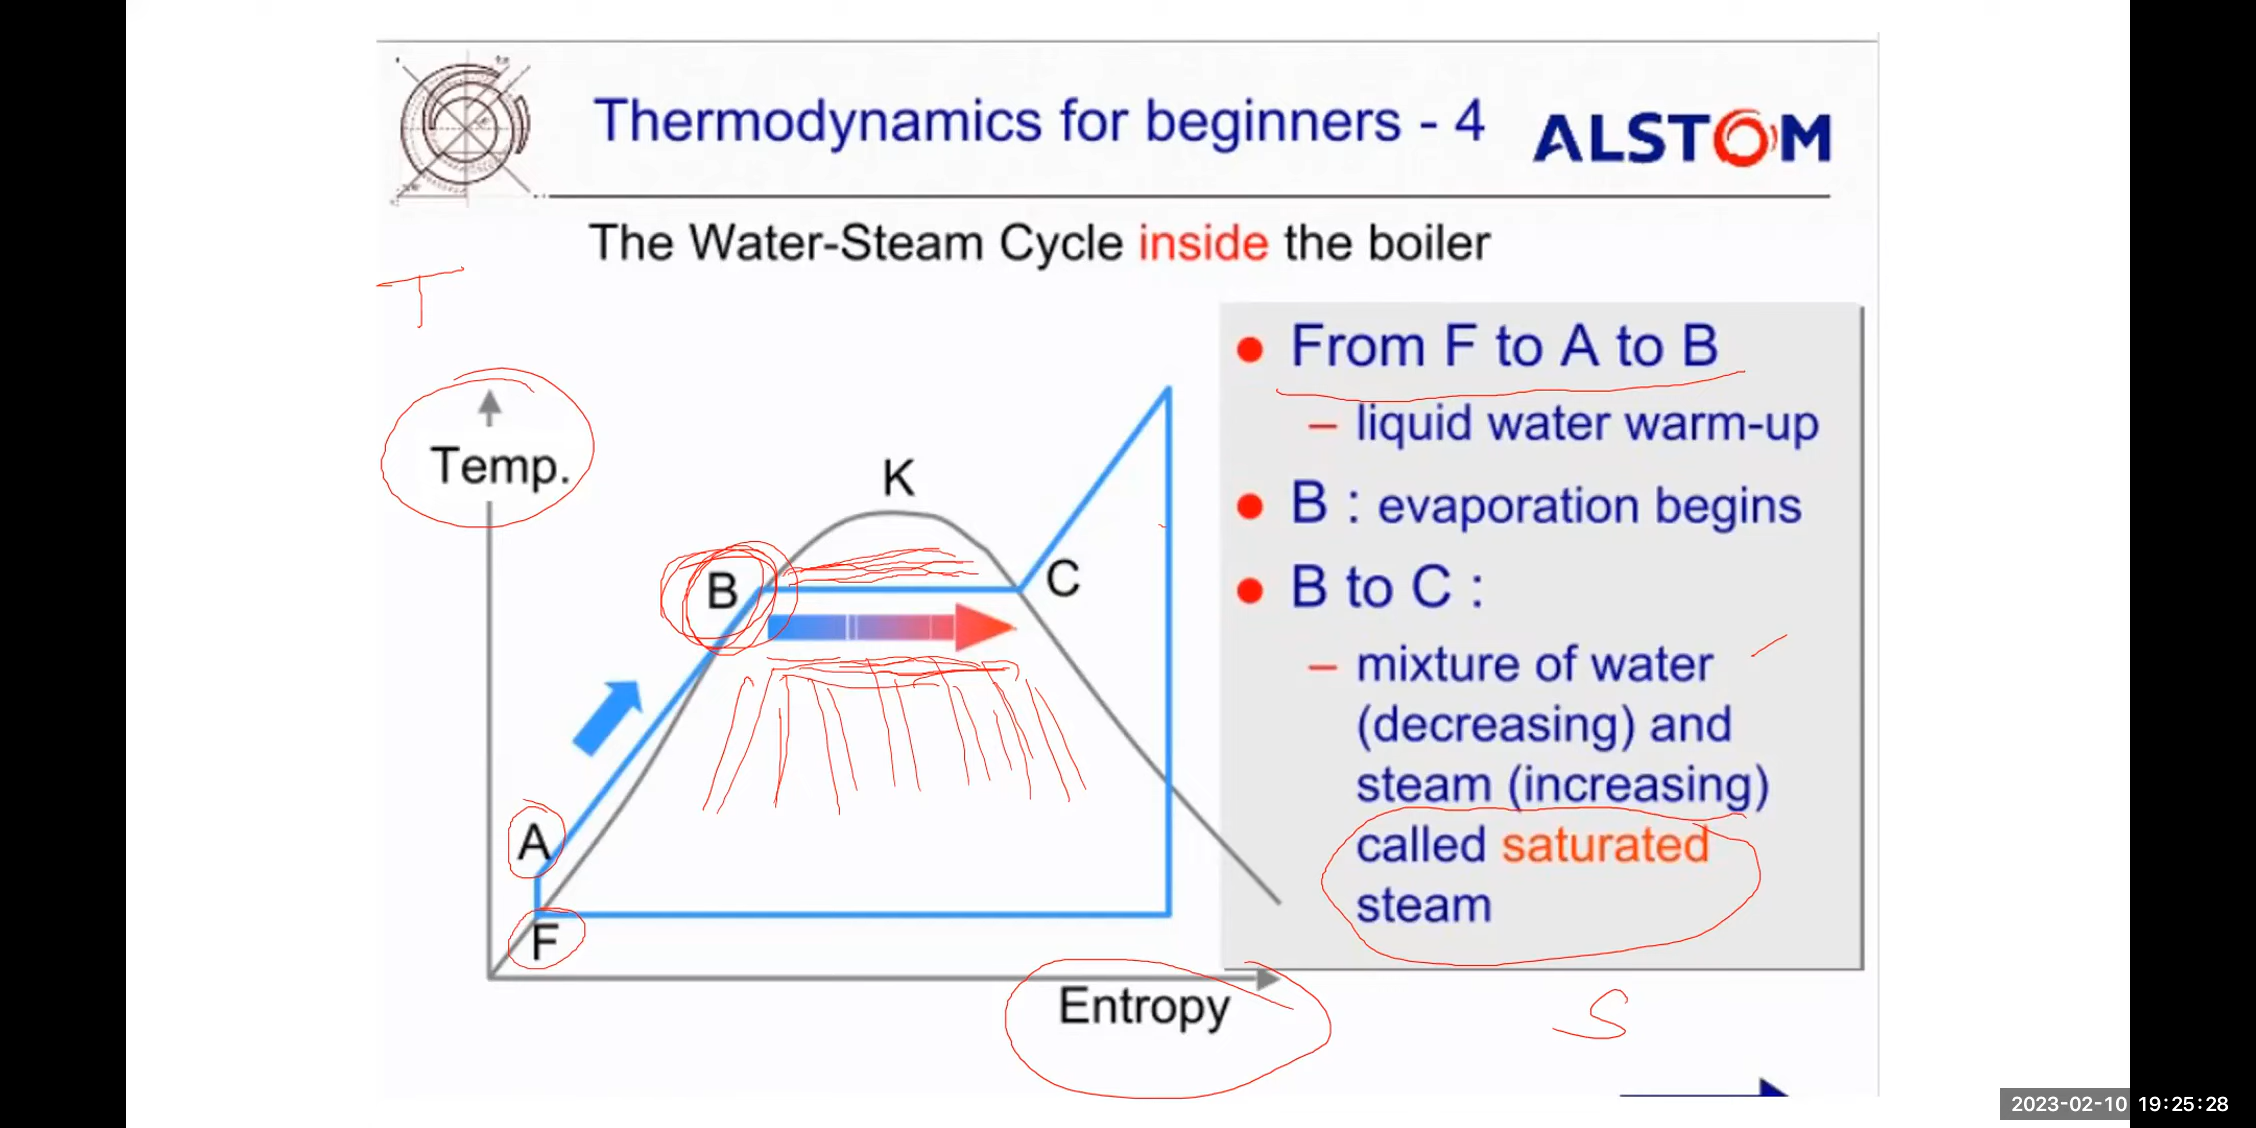 Thermodynamics for beginners - 4
ALSTOM
The Water-Steam Cycle inside the boiler
T
Temp.
K
B
C
A
F
Entropy
● From F to A to B
– liquid water warm-up
● B : evaporation begins
● B to C :
– mixture of water
(decreasing) and
steam (increasing)
called saturated
steam
S
2023-02-10 19:25:28